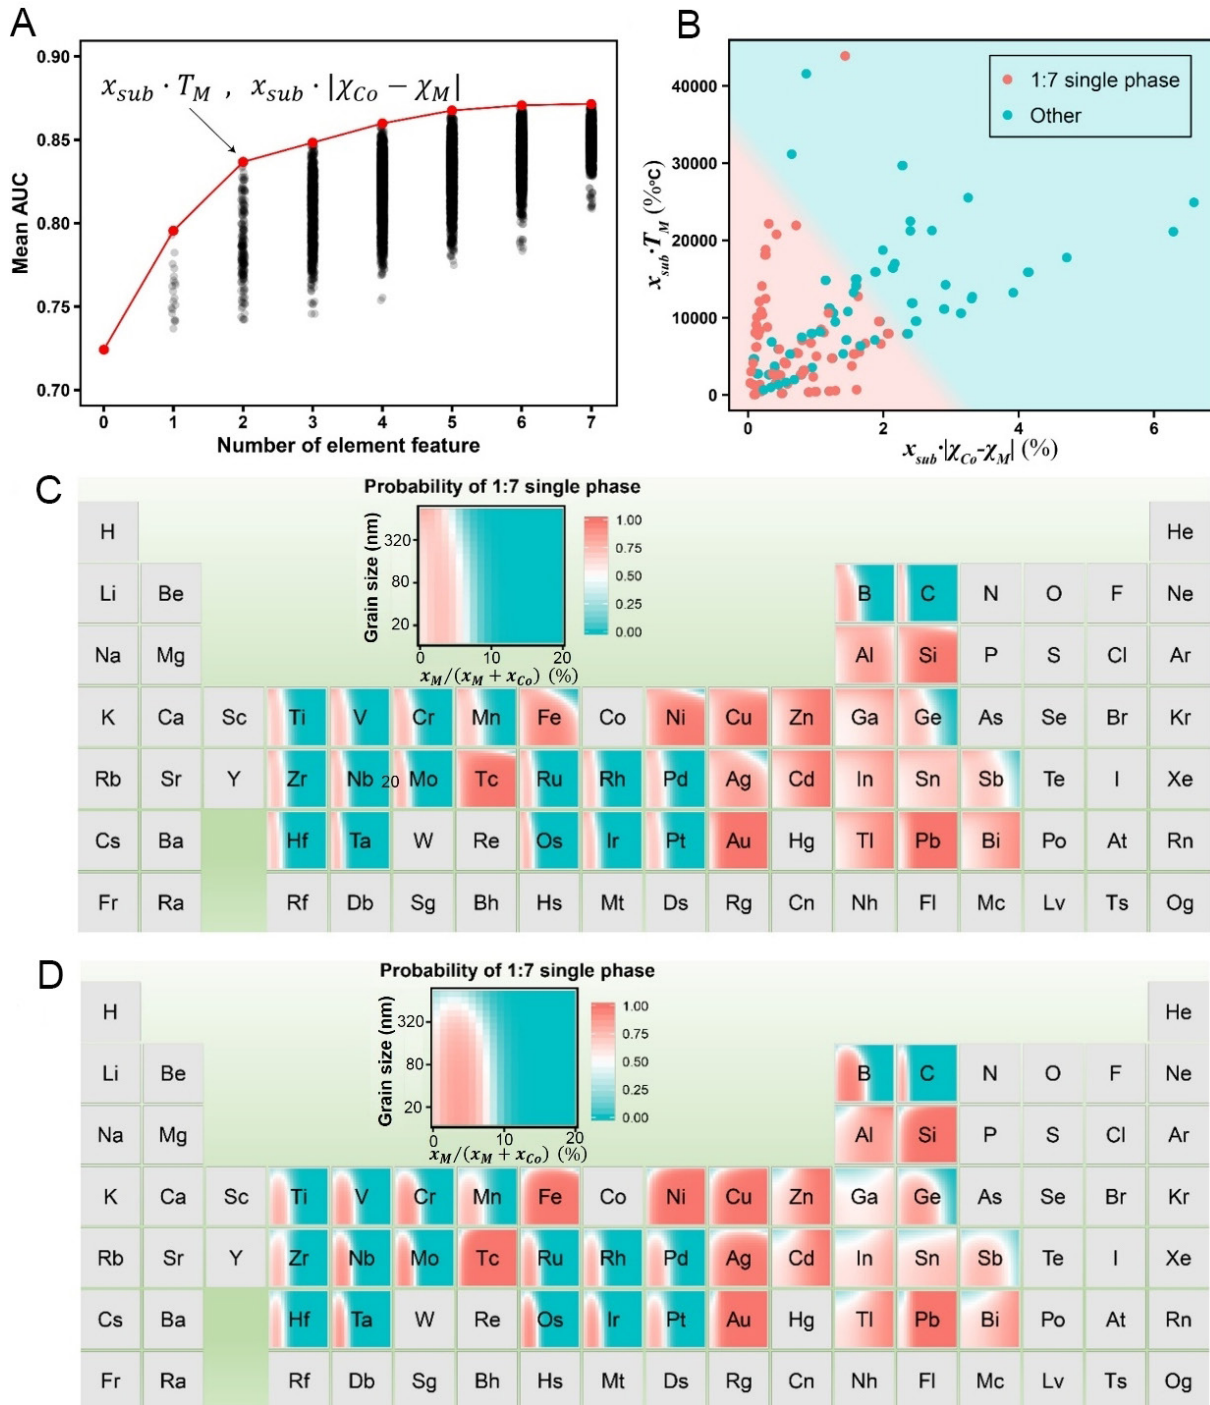 A
0.90
0.85
0.80
0.75
0.70
Mean AUC
x_sub · T_M , x_sub · |χ_Co − χ_M|
0 1 2 3 4 5 6 7
Number of element feature
B
40000
30000
20000
10000
0
x_sub·T_M (%°C)
1:7 single phase
Other
0 2 4 6
x_sub·|χ_Co-χ_M| (%)
C
Probability of 1:7 single phase
Grain size (nm)
320
80
20
0 10 20
x_M/(x_M + x_Co) (%)
1.00
0.75
0.50
0.25
0.00
H He
Li Be B C N O F Ne
Na Mg Al Si P S Cl Ar
K Ca Sc Ti V Cr Mn Fe Co Ni Cu Zn Ga Ge As Se Br Kr
Rb Sr Y Zr Nb 20 Mo Tc Ru Rh Pd Ag Cd In Sn Sb Te I Xe
Cs Ba Hf Ta W Re Os Ir Pt Au Hg Tl Pb Bi Po At Rn
Fr Ra Rf Db Sg Bh Hs Mt Ds Rg Cn Nh Fl Mc Lv Ts Og
D
Probability of 1:7 single phase
Grain size (nm)
320
80
20
0 10 20
x_M/(x_M + x_Co) (%)
1.00
0.75
0.50
0.25
0.00
H He
Li Be B C N O F Ne
Na Mg Al Si P S Cl Ar
K Ca Sc Ti V Cr Mn Fe Co Ni Cu Zn Ga Ge As Se Br Kr
Rb Sr Y Zr Nb Mo Tc Ru Rh Pd Ag Cd In Sn Sb Te I Xe
Cs Ba Hf Ta W Re Os Ir Pt Au Hg Tl Pb Bi Po At Rn
Fr Ra Rf Db Sg Bh Hs Mt Ds Rg Cn Nh Fl Mc Lv Ts Og